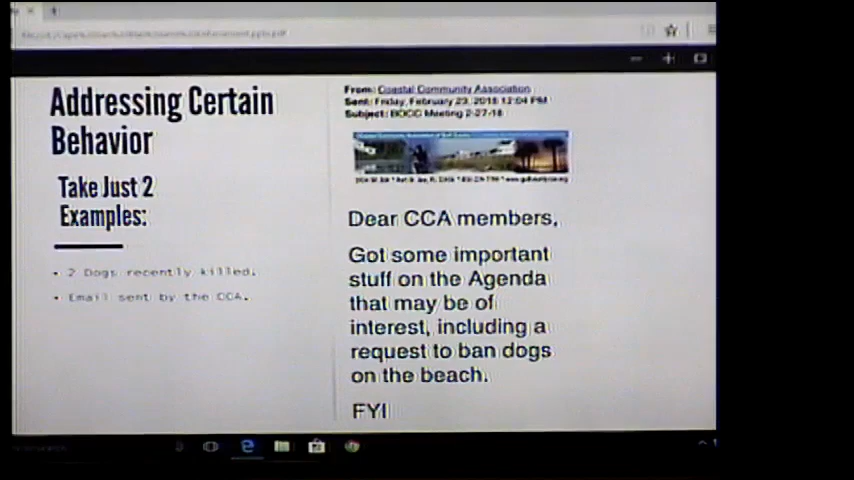 Addressing Certain
Behavior
Take Just 2
Examples:
• 2 Dogs recently killed.
• Email sent by the CCA.
From: Coastal Community Association
Sent: Friday, February 23, 2018 12:04 PM
Subject: BOCC Meeting 2-27-18
Dear CCA members,
Got some important
stuff on the Agenda
that may be of
interest, including a
request to ban dogs
on the beach.
FYI